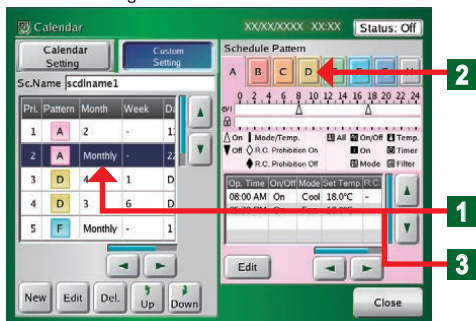 Calendar
XX/XX/XXXX XX:XX
Status: Off
Calendar Setting
Custom Setting
Sc.Name scdlname1
Pri. Pattern Month Week Da
1 A 2 -
2 A Monthly -
3 D 4 1 D
4 D 3 6 D
5 F Monthly - 1
New
Edit
Del.
Up
Down
Schedule Pattern
A B C D
0 2 4 6 8 10 12 14 16 18 20 22 24
On Mode/Temp. All On/Off Temp.
Off R.C. Prohibition On On Timer
R.C. Prohibition Off Mode Filter
Op. Time On/Off Mode Set Temp. R.C.
08:00 AM On Cool 18.0°C -
Edit
Close
2
1
3